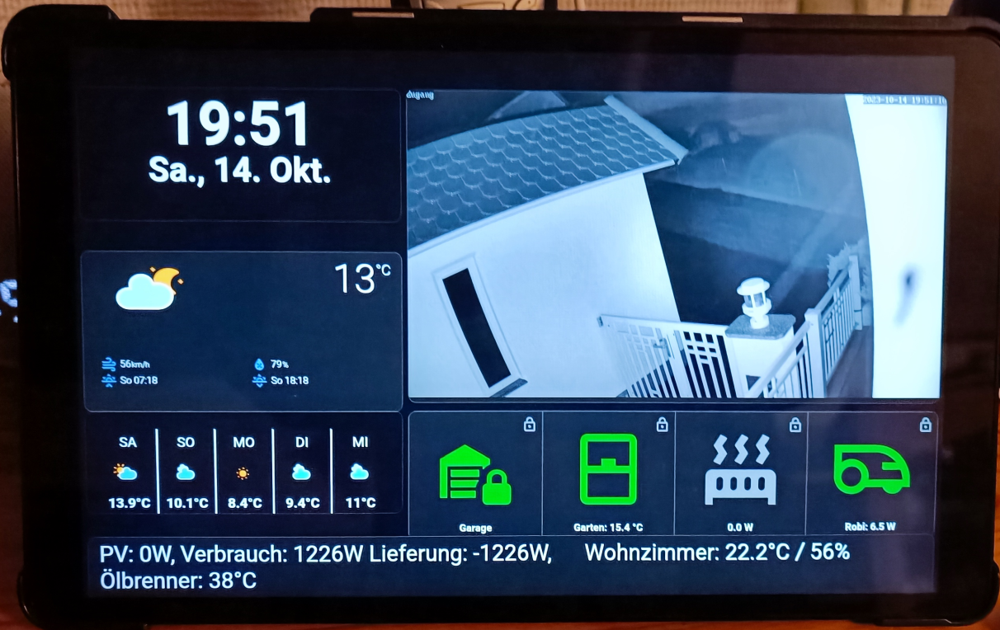 19:51
Sa., 14. Okt.
2023-10-14 19:51:16
13°C
56km/h
79%
So 07:18
So 18:18
SA SO MO DI MI
13.9°C 10.1°C 8.4°C 9.4°C 11°C
Garage
Garten: 15.4 °C
0.0 W
Robi: 6.5 W
PV: 0W, Verbrauch: 1226W Lieferung: -1226W, Wohnzimmer: 22.2°C / 56%
Ölbrenner: 38°C